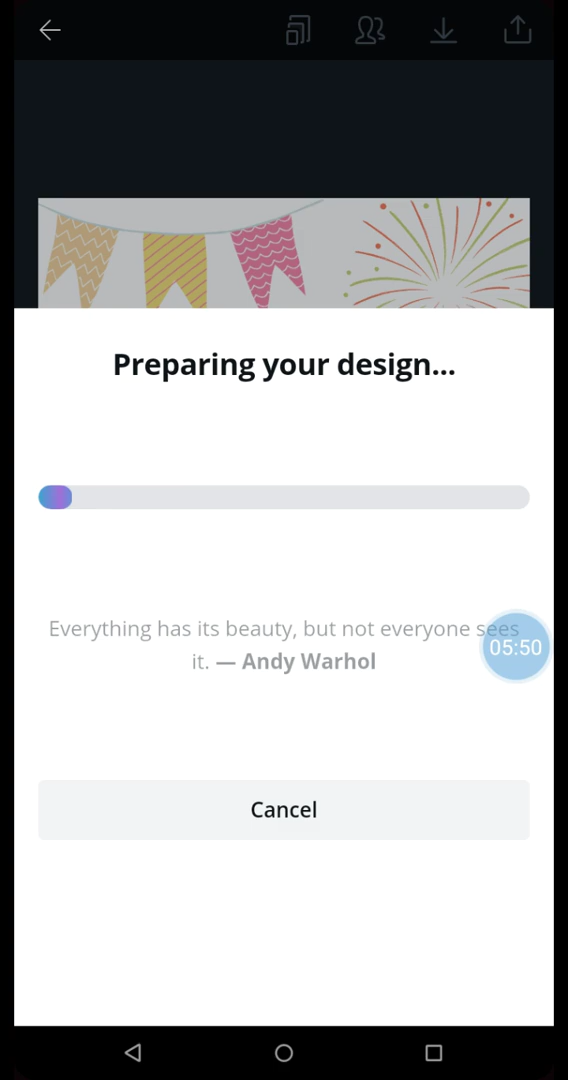 Preparing your design...
Everything has its beauty, but not everyone sees
it. — Andy Warhol
05:50
Cancel